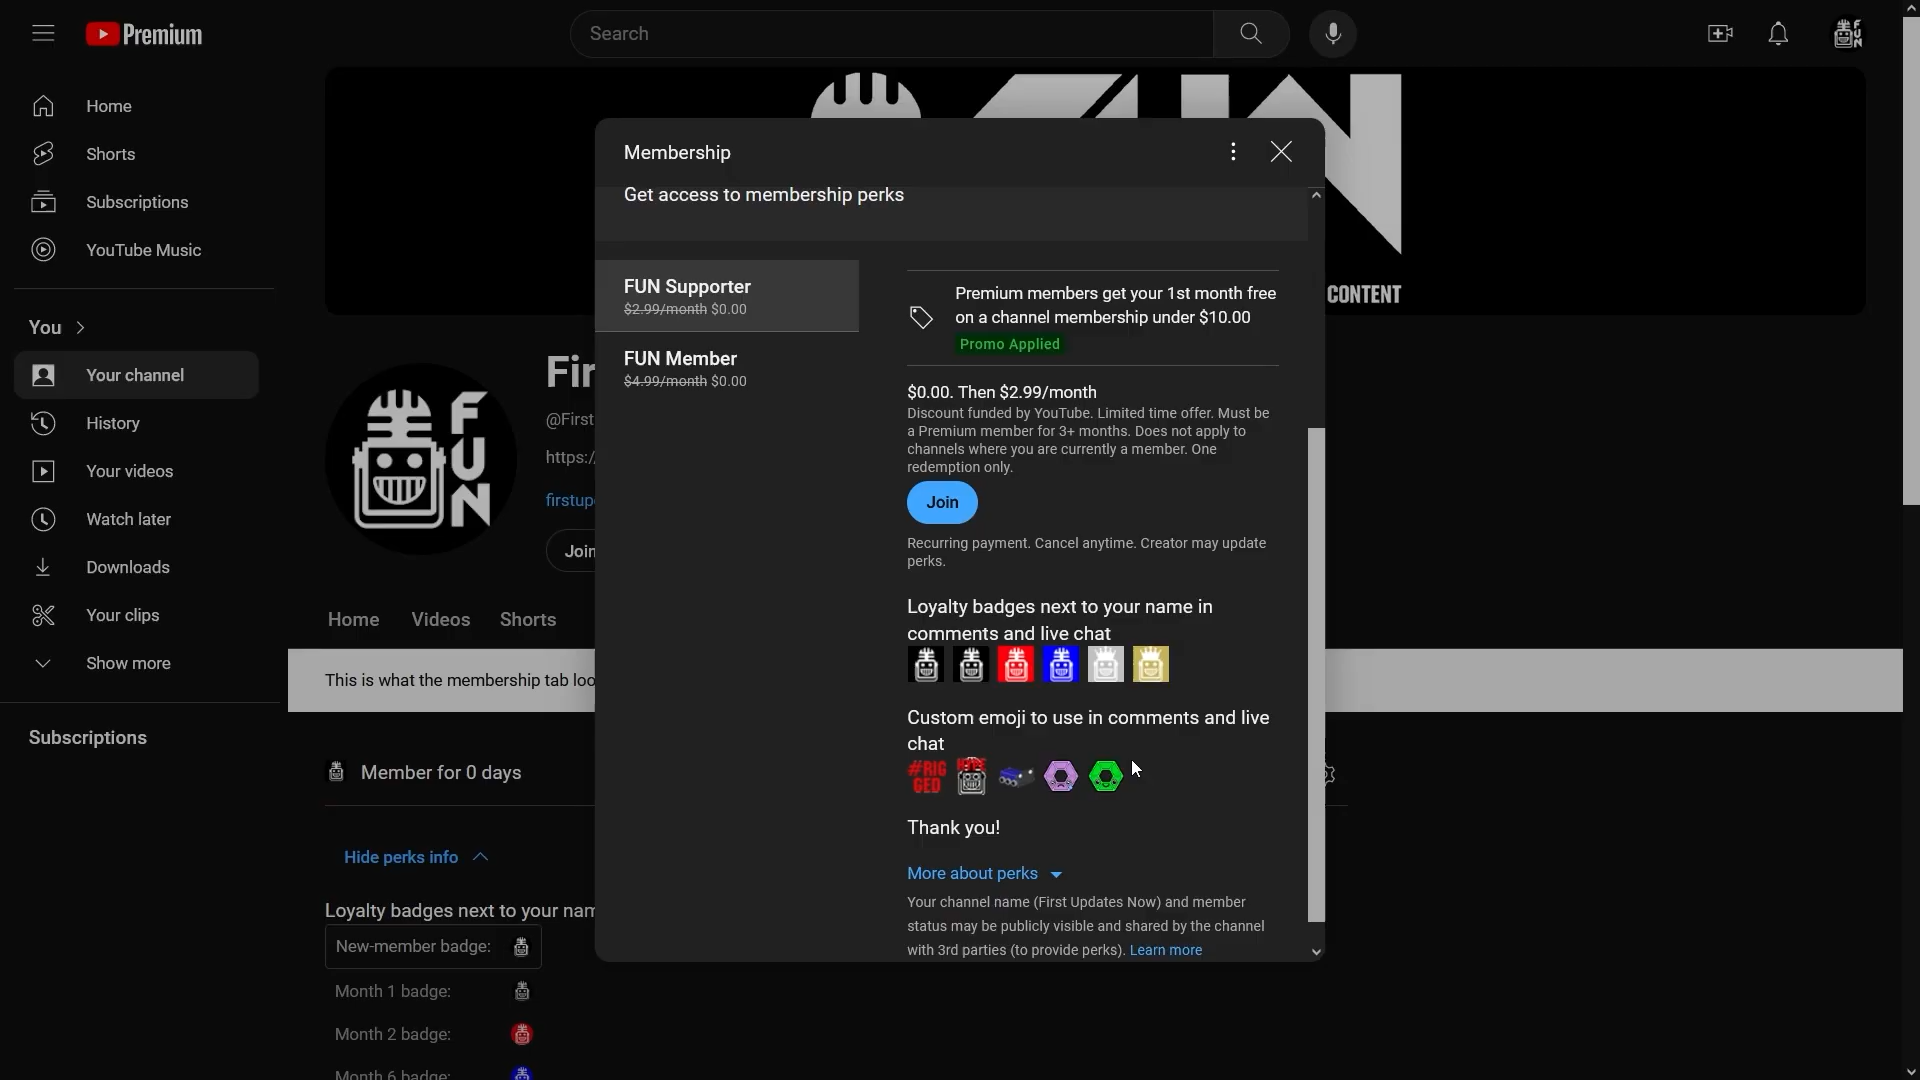 Premium
Search
FUN
Home
Shorts
Subscriptions
YouTube Music
You
Your channel
History
Your videos
Watch later
Downloads
Your clips
Show more
Subscriptions
CONTENT
FUN
Fir
@First
https:/
firstup
Join
Home Videos Shorts
This is what the membership tab loo
Member for 0 days
Hide perks info
Loyalty badges next to your nam
New-member badge:
Month 1 badge:
Month 2 badge:
Month 6 badge:
Membership
Get access to membership perks
FUN Supporter
$2.99/month $0.00
FUN Member
$4.99/month $0.00
Premium members get your 1st month free
on a channel membership under $10.00
Promo Applied
$0.00. Then $2.99/month
Discount funded by YouTube. Limited time offer. Must be
a Premium member for 3+ months. Does not apply to
channels where you are currently a member. One
redemption only.
Join
Recurring payment. Cancel anytime. Creator may update
perks.
Loyalty badges next to your name in
comments and live chat
Custom emoji to use in comments and live
chat
#RIG
GED
HYPE
Thank you!
More about perks
Your channel name (First Updates Now) and member
status may be publicly visible and shared by the channel
with 3rd parties (to provide perks). Learn more